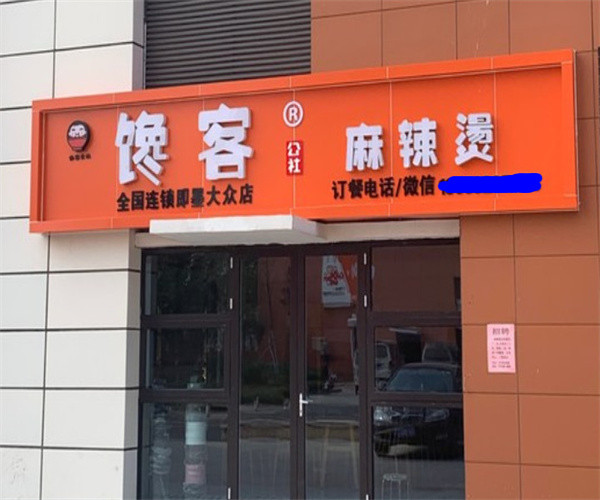 馋客
®
公社
麻辣烫
全国连锁即墨大众店
订餐电话/微信
招聘